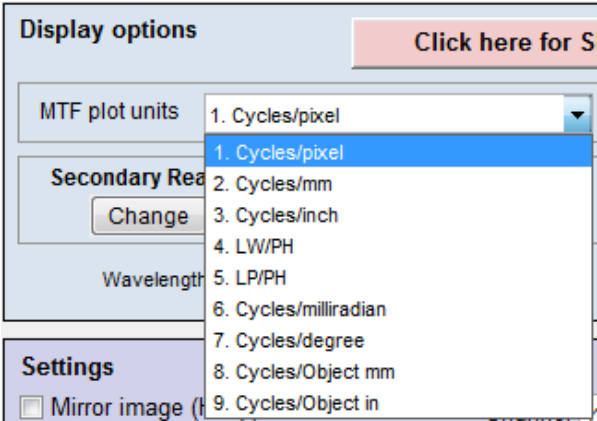 Display options
Click here for S
MTF plot units
1. Cycles/pixel
1. Cycles/pixel
2. Cycles/mm
3. Cycles/inch
4. LW/PH
5. LP/PH
6. Cycles/milliradian
7. Cycles/degree
8. Cycles/Object mm
9. Cycles/Object in
Secondary Rea
Change
Wavelength
Settings
Mirror image (